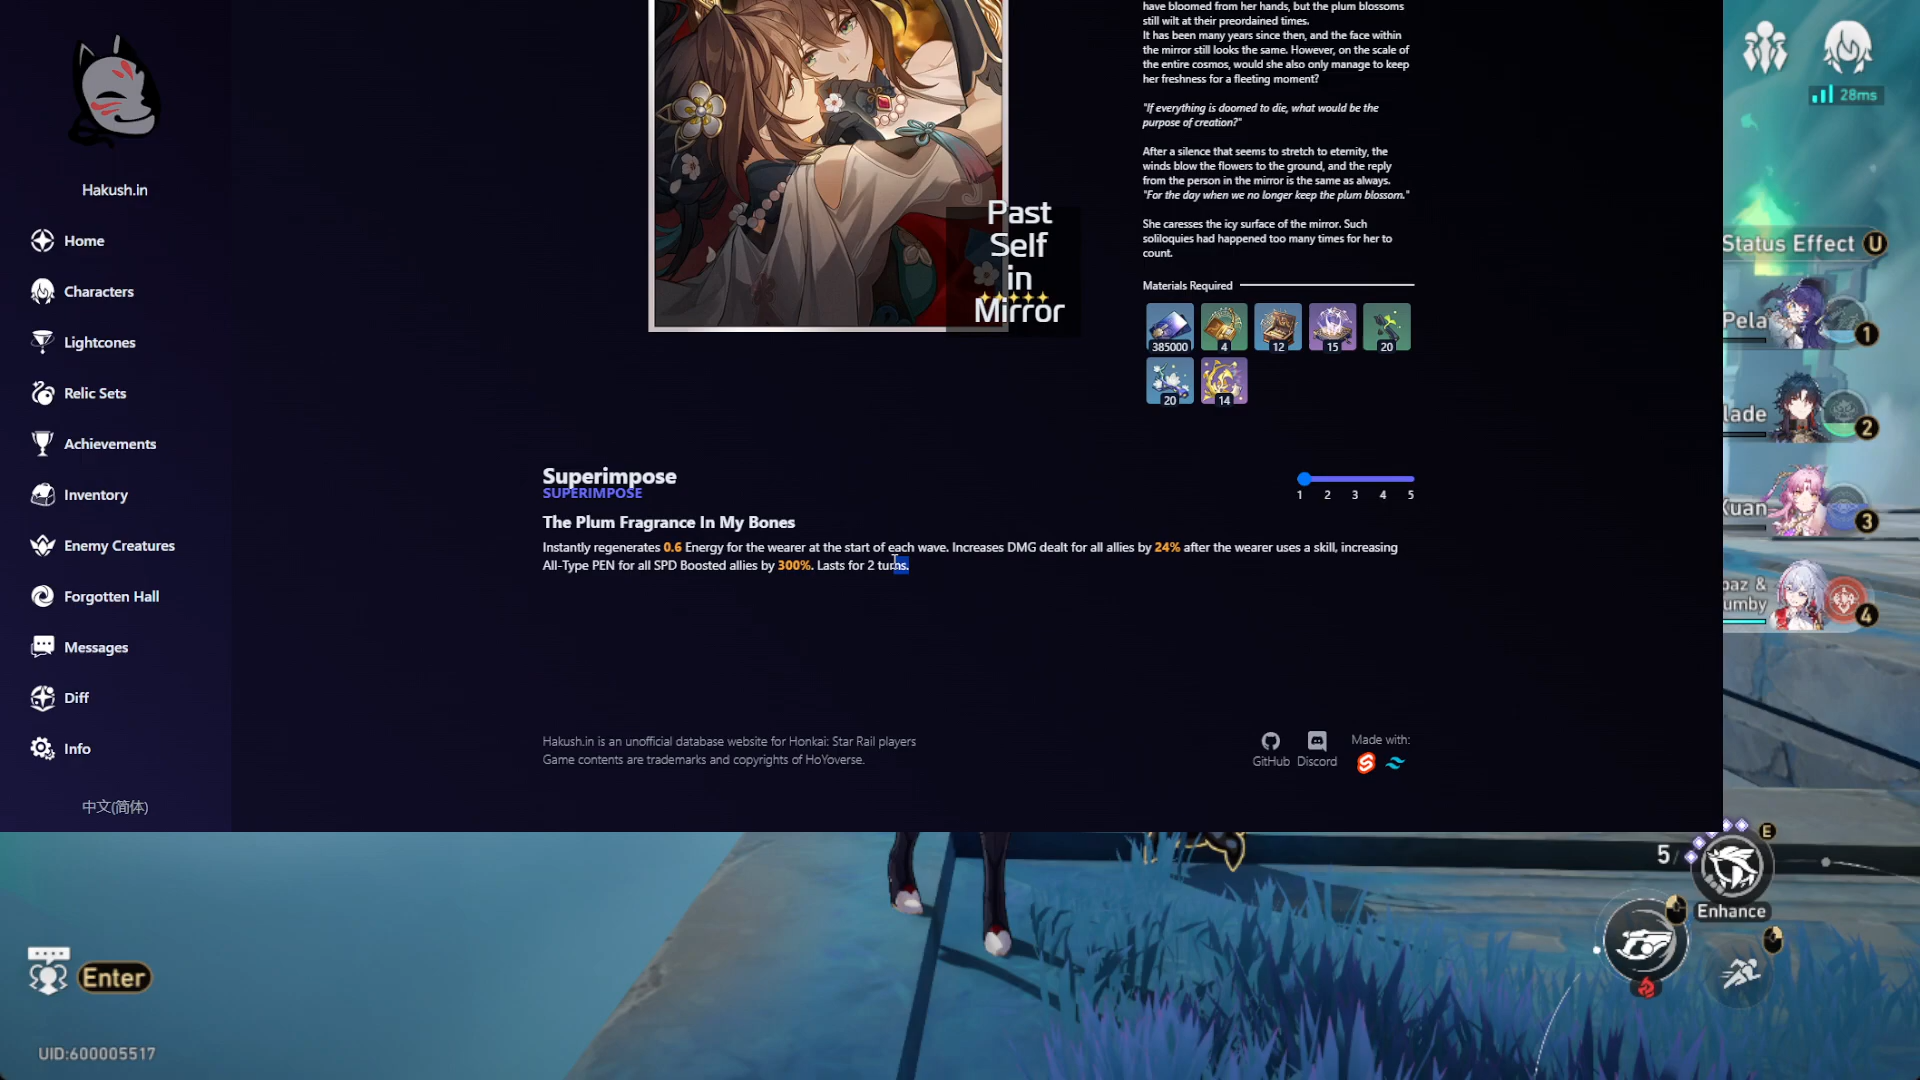 Hakush.in
Home
Characters
Lightcones
Relic Sets
Achievements
Inventory
Enemy Creatures
Forgotten Hall
Messages
Diff
Info
中文(简体)
Past
Self
in
Mirror
have bloomed from her hands, but the plum blossoms
still wilt at their preordained times.
It has been many years since then, and the face within
the mirror still looks the same. However, on the scale of
the entire cosmos, would she also only manage to keep
her freshness for a fleeting moment?
"If everything is doomed to die, what would be the
purpose of creation?"
After a silence that seems to stretch to eternity, the
winds blow the flowers to the ground, and the reply
from the person in the mirror is the same as always.
"For the day when we no longer keep the plum blossom."
She caresses the icy surface of the mirror. Such
soliloquies had happened too many times for her to
count.
Materials Required
385000
4
12
15
20
20
14
Superimpose
SUPERIMPOSE
1 2 3 4 5
The Plum Fragrance In My Bones
Instantly regenerates 0.6 Energy for the wearer at the start of each wave. Increases DMG dealt for all allies by 24% after the wearer uses a skill, increasing
All-Type PEN for all SPD Boosted allies by 300%. Lasts for 2 turns.
Hakush.in is an unofficial database website for Honkai: Star Rail players
Game contents are trademarks and copyrights of HoYoverse.
GitHub
Discord
Made with:
28ms
Status Effect U
Pela
1
lade
2
Xuan
3
paz &
umby
4
5/
E
Enhance
Enter
UID:600005517